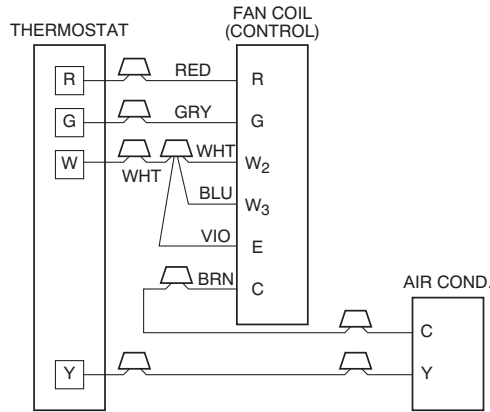 THERMOSTAT
FAN COIL
(CONTROL)
R RED R
G GRY G
W WHT WHT W2
BLU W3
VIO E
BRN C
AIR COND.
C
Y Y